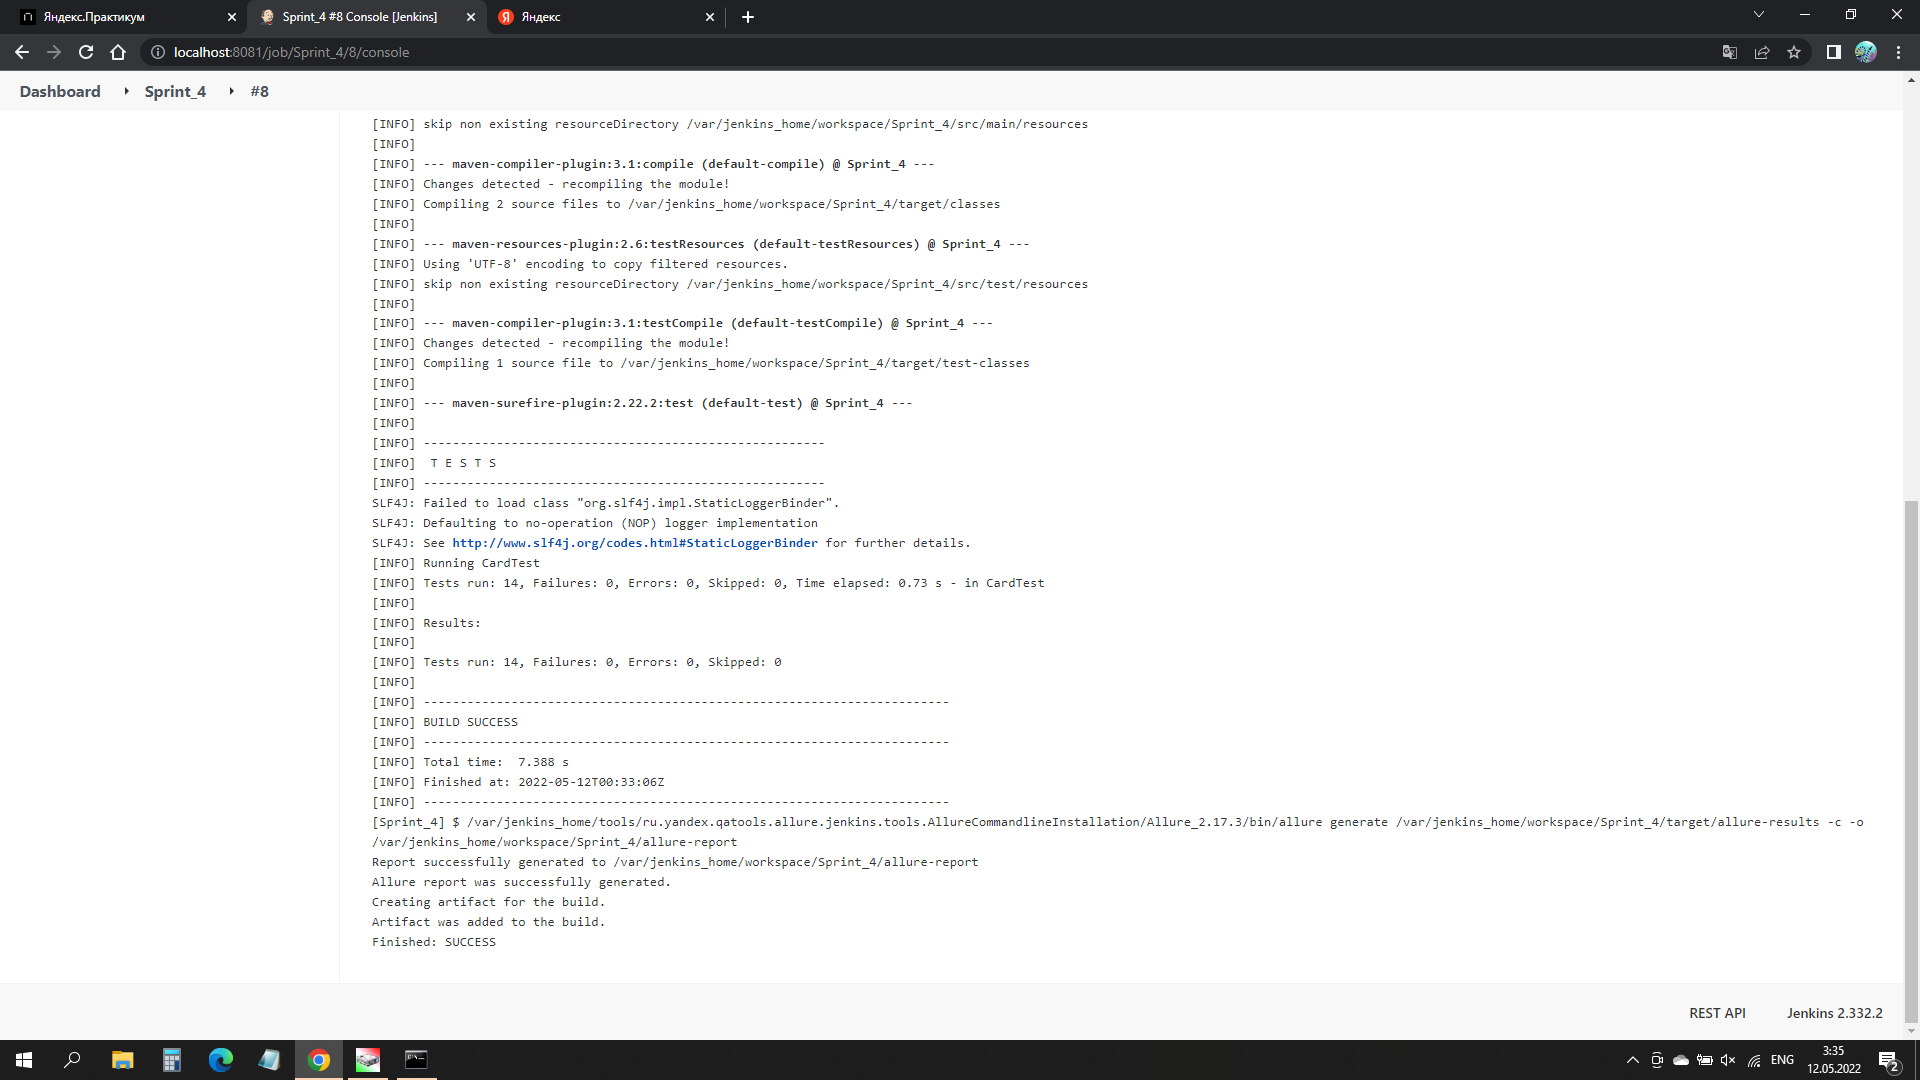 Яндекс.Практикум
Sprint_4 #8 Console [Jenkins]
Яндекс
localhost:8081/job/Sprint_4/8/console
Dashboard
Sprint_4
#8
[INFO] skip non existing resourceDirectory /var/jenkins_home/workspace/Sprint_4/src/main/resources
[INFO]
[INFO] --- maven-compiler-plugin:3.1:compile (default-compile) @ Sprint_4 ---
[INFO] Changes detected - recompiling the module!
[INFO] Compiling 2 source files to /var/jenkins_home/workspace/Sprint_4/target/classes
[INFO]
[INFO] --- maven-resources-plugin:2.6:testResources (default-testResources) @ Sprint_4 ---
[INFO] Using 'UTF-8' encoding to copy filtered resources.
[INFO] skip non existing resourceDirectory /var/jenkins_home/workspace/Sprint_4/src/test/resources
[INFO]
[INFO] --- maven-compiler-plugin:3.1:testCompile (default-testCompile) @ Sprint_4 ---
[INFO] Changes detected - recompiling the module!
[INFO] Compiling 1 source file to /var/jenkins_home/workspace/Sprint_4/target/test-classes
[INFO]
[INFO] --- maven-surefire-plugin:2.22.2:test (default-test) @ Sprint_4 ---
[INFO]
[INFO] -------------------------------------------------------
[INFO]  T E S T S
[INFO] -------------------------------------------------------
SLF4J: Failed to load class "org.slf4j.impl.StaticLoggerBinder".
SLF4J: Defaulting to no-operation (NOP) logger implementation
SLF4J: See http://www.slf4j.org/codes.html#StaticLoggerBinder for further details.
[INFO] Running CardTest
[INFO] Tests run: 14, Failures: 0, Errors: 0, Skipped: 0, Time elapsed: 0.73 s - in CardTest
[INFO]
[INFO] Results:
[INFO]
[INFO] Tests run: 14, Failures: 0, Errors: 0, Skipped: 0
[INFO]
[INFO] ------------------------------------------------------------------------
[INFO] BUILD SUCCESS
[INFO] ------------------------------------------------------------------------
[INFO] Total time:  7.388 s
[INFO] Finished at: 2022-05-12T00:33:06Z
[INFO] ------------------------------------------------------------------------
[Sprint_4] $ /var/jenkins_home/tools/ru.yandex.qatools.allure.jenkins.tools.AllureCommandlineInstallation/Allure_2.17.3/bin/allure generate /var/jenkins_home/workspace/Sprint_4/target/allure-results -c -o
/var/jenkins_home/workspace/Sprint_4/allure-report
Report successfully generated to /var/jenkins_home/workspace/Sprint_4/allure-report
Allure report was successfully generated.
Creating artifact for the build.
Artifact was added to the build.
Finished: SUCCESS
REST API
Jenkins 2.332.2
ENG
3:35
12.05.2022
2